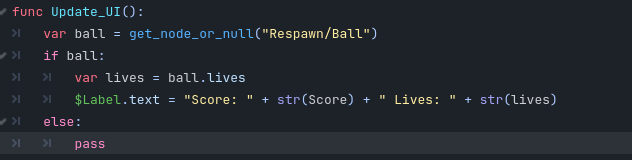 func Update_UI():
var ball = get_node_or_null("Respawn/Ball")
if ball:
var lives = ball.lives
$Label.text = "Score: " + str(Score) + " Lives: " + str(lives)
else:
pass